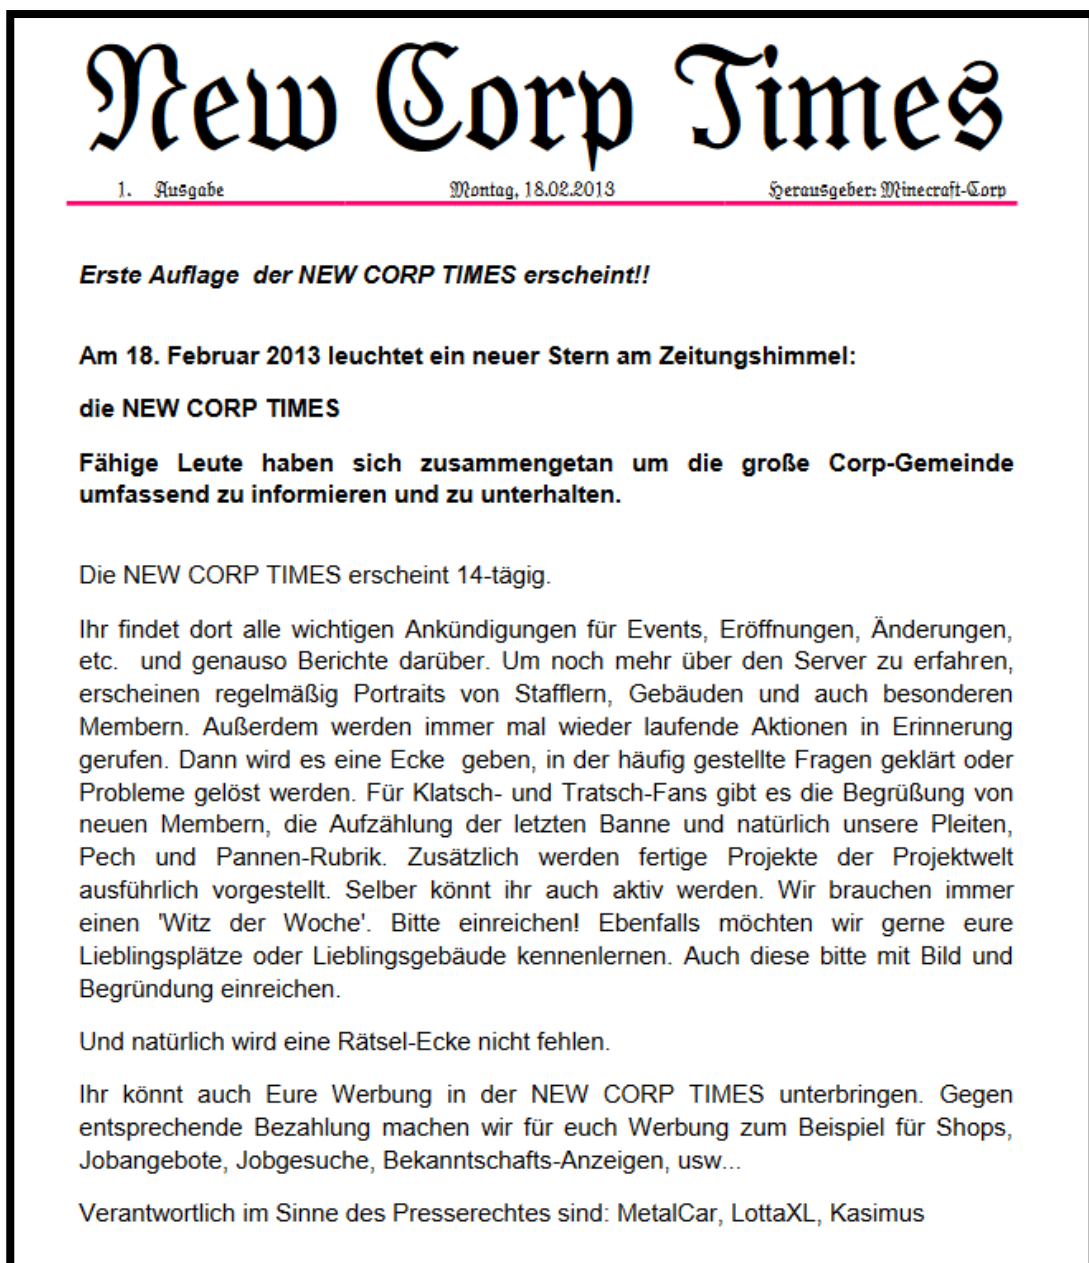 New Corp Times
1. Ausgabe Montag, 18.02.2013 Herausgeber: Minecraft-Corp
Erste Auflage der NEW CORP TIMES erscheint!!
Am 18. Februar 2013 leuchtet ein neuer Stern am Zeitungshimmel:
die NEW CORP TIMES
Fähige Leute haben sich zusammengetan um die große Corp-Gemeinde
umfassend zu informieren und zu unterhalten.
Die NEW CORP TIMES erscheint 14-tägig.
Ihr findet dort alle wichtigen Ankündigungen für Events, Eröffnungen, Änderungen,
etc. und genauso Berichte darüber. Um noch mehr über den Server zu erfahren,
erscheinen regelmäßig Portraits von Stafflern, Gebäuden und auch besonderen
Membern. Außerdem werden immer mal wieder laufende Aktionen in Erinnerung
gerufen. Dann wird es eine Ecke geben, in der häufig gestellte Fragen geklärt oder
Probleme gelöst werden. Für Klatsch- und Tratsch-Fans gibt es die Begrüßung von
neuen Membern, die Aufzählung der letzten Banne und natürlich unsere Pleiten,
Pech und Pannen-Rubrik. Zusätzlich werden fertige Projekte der Projektwelt
ausführlich vorgestellt. Selber könnt ihr auch aktiv werden. Wir brauchen immer
einen 'Witz der Woche'. Bitte einreichen! Ebenfalls möchten wir gerne eure
Lieblingsplätze oder Lieblingsgebäude kennenlernen. Auch diese bitte mit Bild und
Begründung einreichen.
Und natürlich wird eine Rätsel-Ecke nicht fehlen.
Ihr könnt auch Eure Werbung in der NEW CORP TIMES unterbringen. Gegen
entsprechende Bezahlung machen wir für euch Werbung zum Beispiel für Shops,
Jobangebote, Jobgesuche, Bekanntschafts-Anzeigen, usw...
Verantwortlich im Sinne des Presserechtes sind: MetalCar, LottaXL, Kasimus